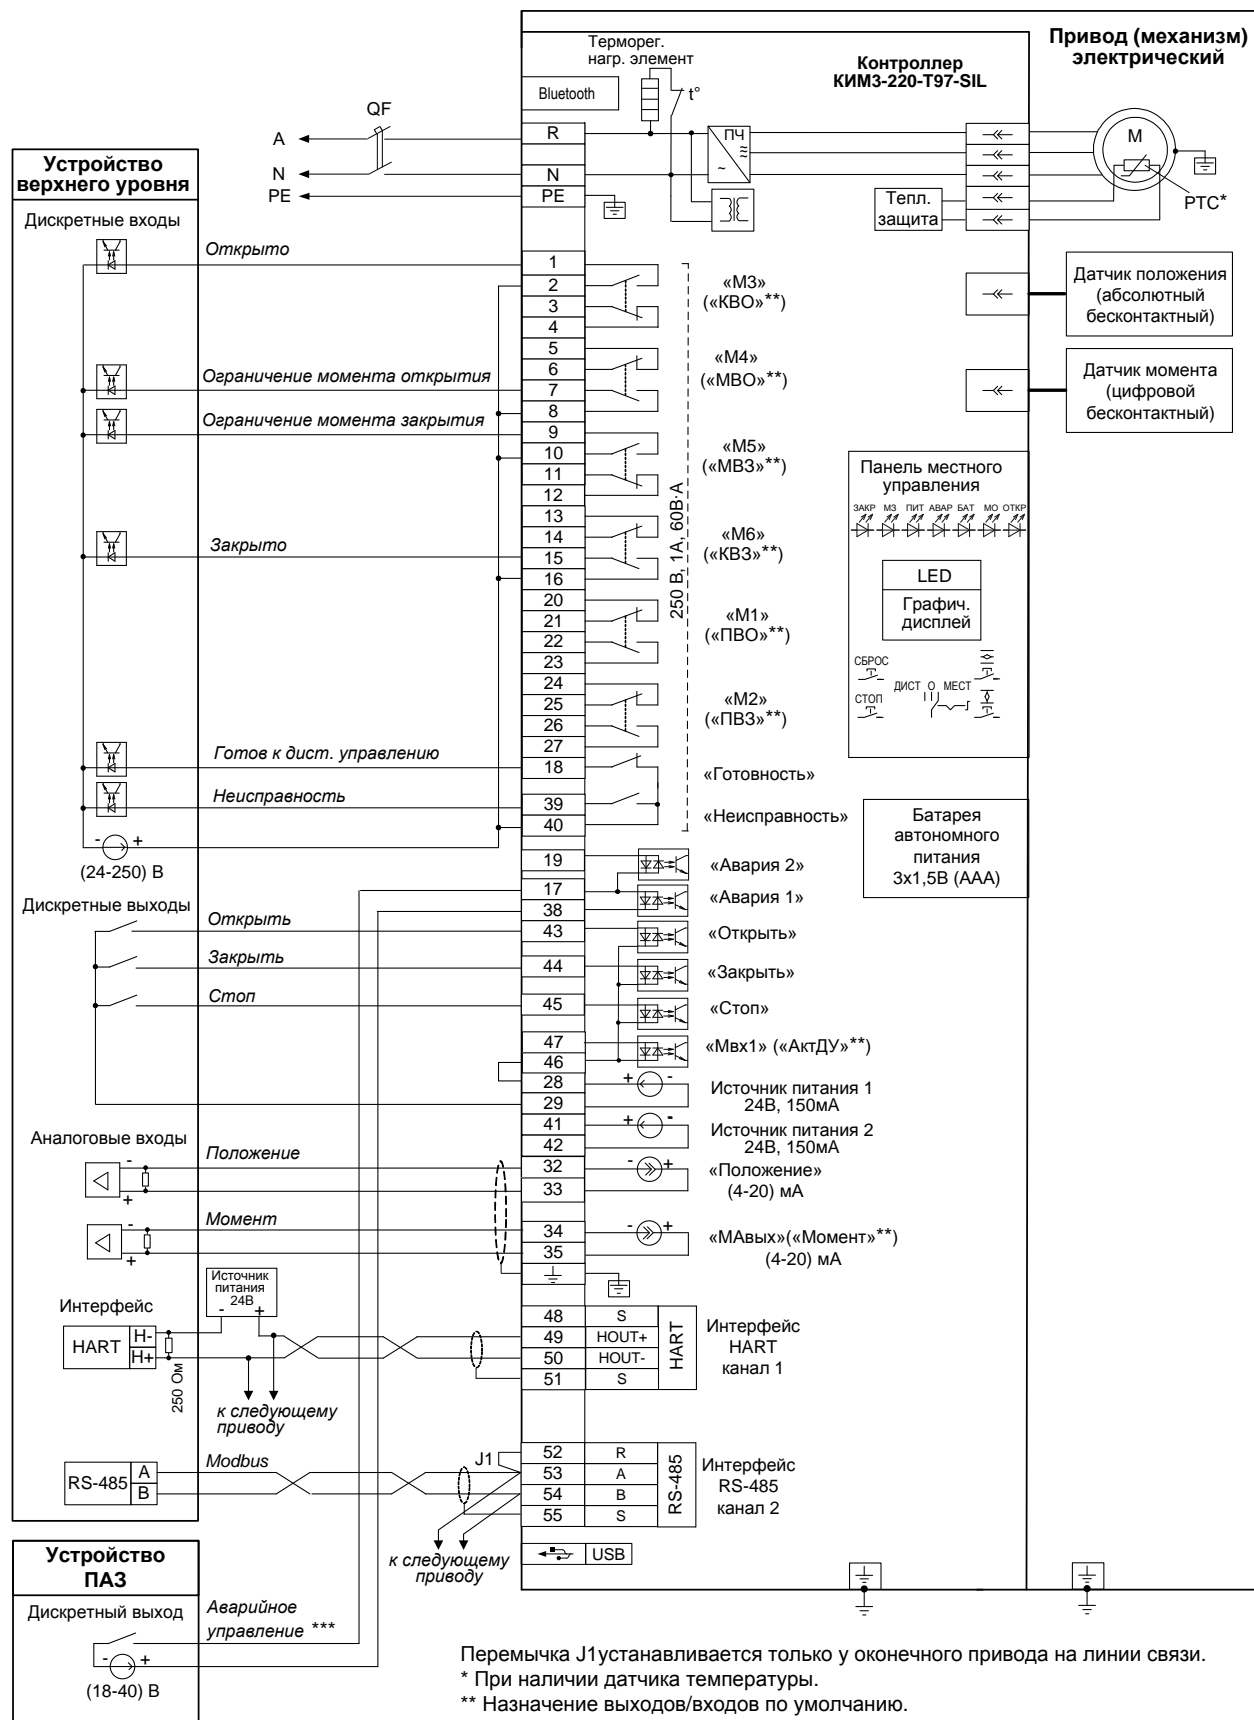 Привод (механизм)
электрический
Контроллер
КИМ3-220-Т97-SIL
Терморег.
нагр. элемент
t°
Bluetooth
QF
A
N
PE
R
N
PE
ПЧ
~
M
PTC*
Тепл.
защита
Датчик положения
(абсолютный
бесконтактный)
Датчик момента
(цифровой
бесконтактный)
Устройство
верхнего уровня
Дискретные входы
Открыто
Ограничение момента открытия
Ограничение момента закрытия
Закрыто
Готов к дист. управлению
Неисправность
- +
(24-250) В
1
2
3
4
5
6
7
8
9
10
11
12
13
14
15
16
20
21
22
23
24
25
26
27
18
39
40
«М3»
(«КВО»**)
«М4»
(«МВО»**)
«М5»
(«МВЗ»**)
«М6»
(«КВЗ»**)
«М1»
(«ПВО»**)
«М2»
(«ПВЗ»**)
«Готовность»
«Неисправность»
250 В, 1А, 60В·А
Панель местного
управления
ЗАКР МЗ ПИТ АВАР БАТ МО ОТКР
LED
Графич.
дисплей
СБРОС
СТОП
ДИСТ О МЕСТ
Батарея
автономного
питания
3х1,5В (ААА)
Дискретные выходы
Открыть
Закрыть
Стоп
19
17
38
43
44
45
47
46
28
29
41
42
32
33
34
35
«Авария 2»
«Авария 1»
«Открыть»
«Закрыть»
«Стоп»
«Мвх1» («АктДУ»**)
+ -
Источник питания 1
24В, 150мА
+ -
Источник питания 2
24В, 150мА
- +
«Положение»
(4-20) мА
- +
«МАвых»(«Момент»**)
(4-20) мА
Аналоговые входы
Положение
-
+
Момент
-
+
Интерфейс
Источник
питания
24В
- +
HART
H-
H+
250 Ом
к следующему
приводу
48 S
49 HOUT+
50 HOUT-
51 S
HART
Интерфейс
HART
канал 1
RS-485
A
B
Modbus
J1
52 R
53 A
54 B
55 S
RS-485
Интерфейс
RS-485
канал 2
к следующему
приводу
USB
Устройство
ПАЗ
Дискретный выход
Аварийное
управление ***
- +
(18-40) В
Перемычка J1устанавливается только у оконечного привода на линии связи.
* При наличии датчика температуры.
** Назначение выходов/входов по умолчанию.